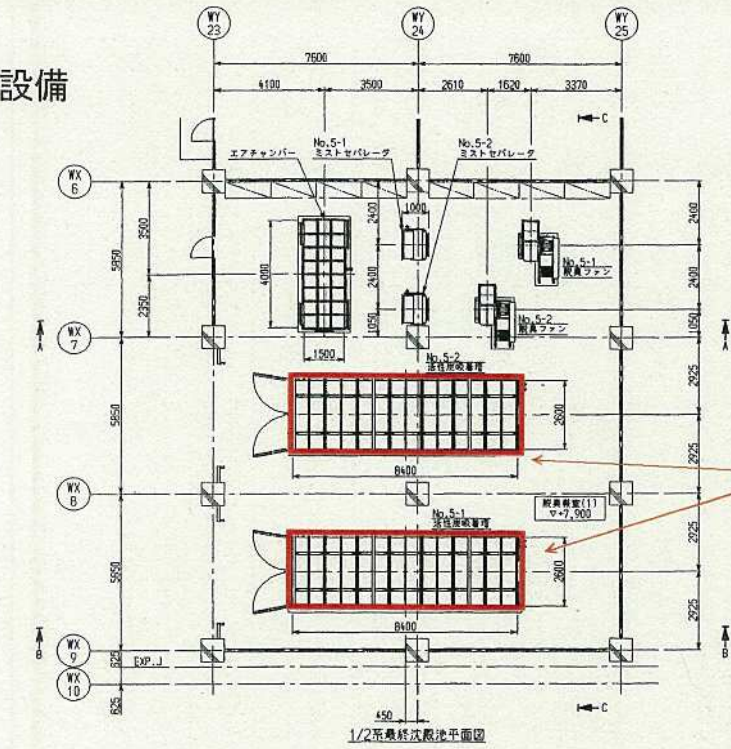 設備
WY
23
WY
24
WY
25
7600
7600
4100
3500
2610
1620
3370
C
エアチャンバー
No.5-1
ミストセパレータ
No.5-2
ミストセパレータ
WX
6
1000
5850
3500
2350
4000
1500
2400
2400
1050
2400
2400
1050
No.5-1
脱臭ファン
No.5-2
脱臭ファン
A
WX
7
A
No.5-2
活性炭吸着塔
5850
2600
8400
2925
2925
WX
8
脱臭機室(1)
▽+7,900
No.5-1
活性炭吸着塔
5850
2600
8400
2925
2925
B
WX
9
B
625
EXP.J
WX
10
625
450
C
1/2系最終沈殿池平面図